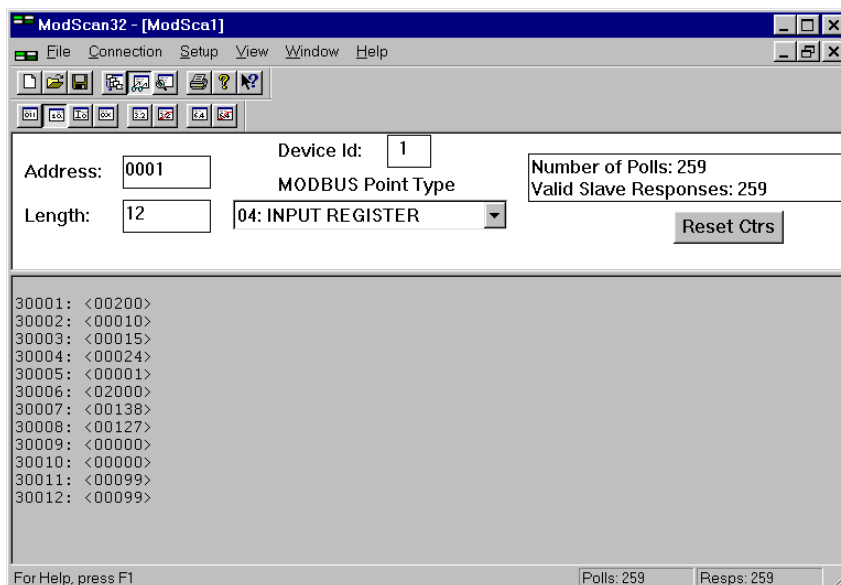 ModScan32 - [ModSca1]
File Connection Setup View Window Help
Device Id: 1
Address: 0001
MODBUS Point Type
Number of Polls: 259
Valid Slave Responses: 259
Length: 12
04: INPUT REGISTER
Reset Ctrs
30001: <00200>
30002: <00010>
30003: <00015>
30004: <00024>
30005: <00001>
30006: <02000>
30007: <00138>
30008: <00127>
30009: <00000>
30010: <00000>
30011: <00099>
30012: <00099>
For Help, press F1
Polls: 259
Resps: 259